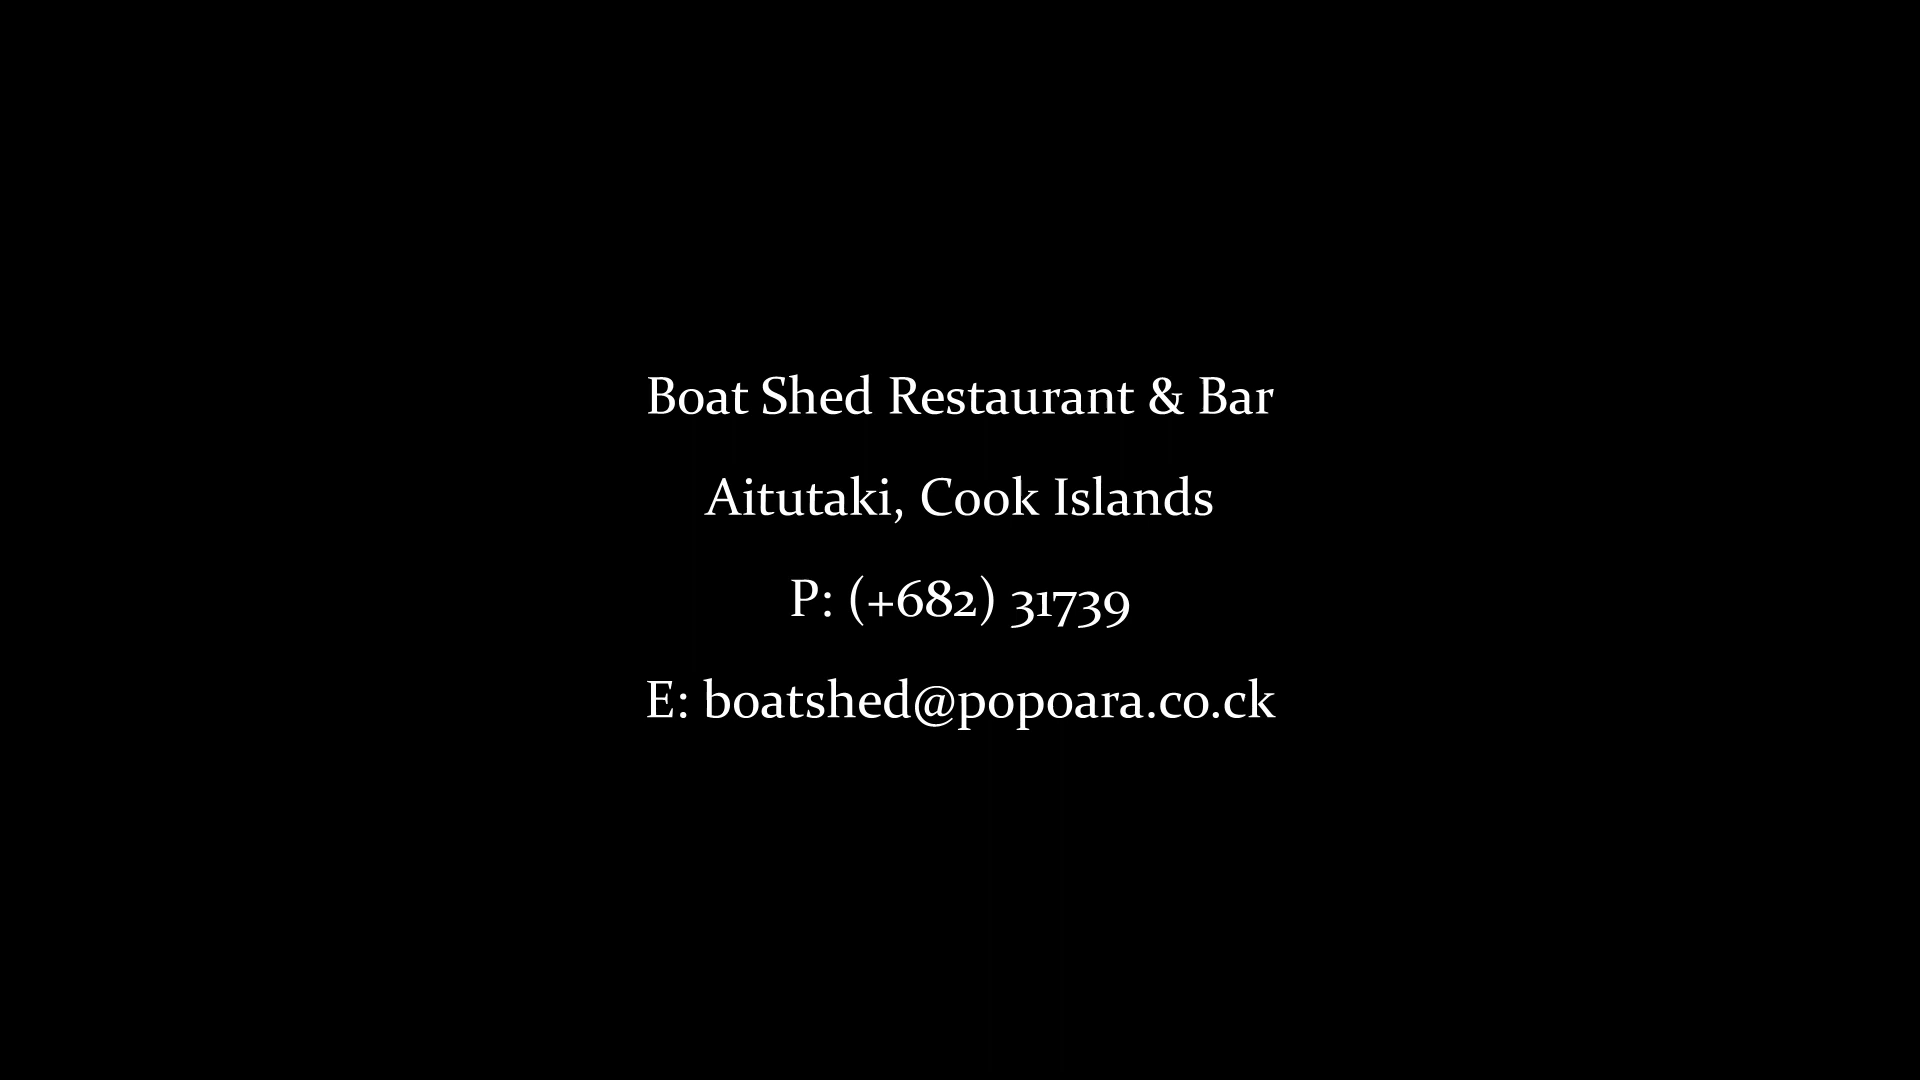 Boat Shed Restaurant & Bar
Aitutaki, Cook Islands
P: (+682) 31739
E: boatshed@popoara.co.ck